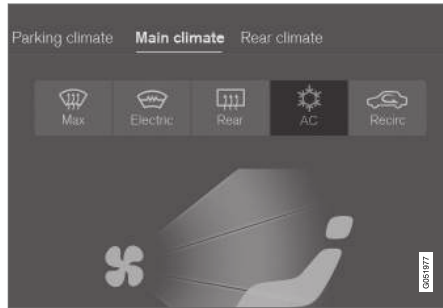 Parking climate Main climate Rear climate
Max Electric Rear AC Recirc
G051977